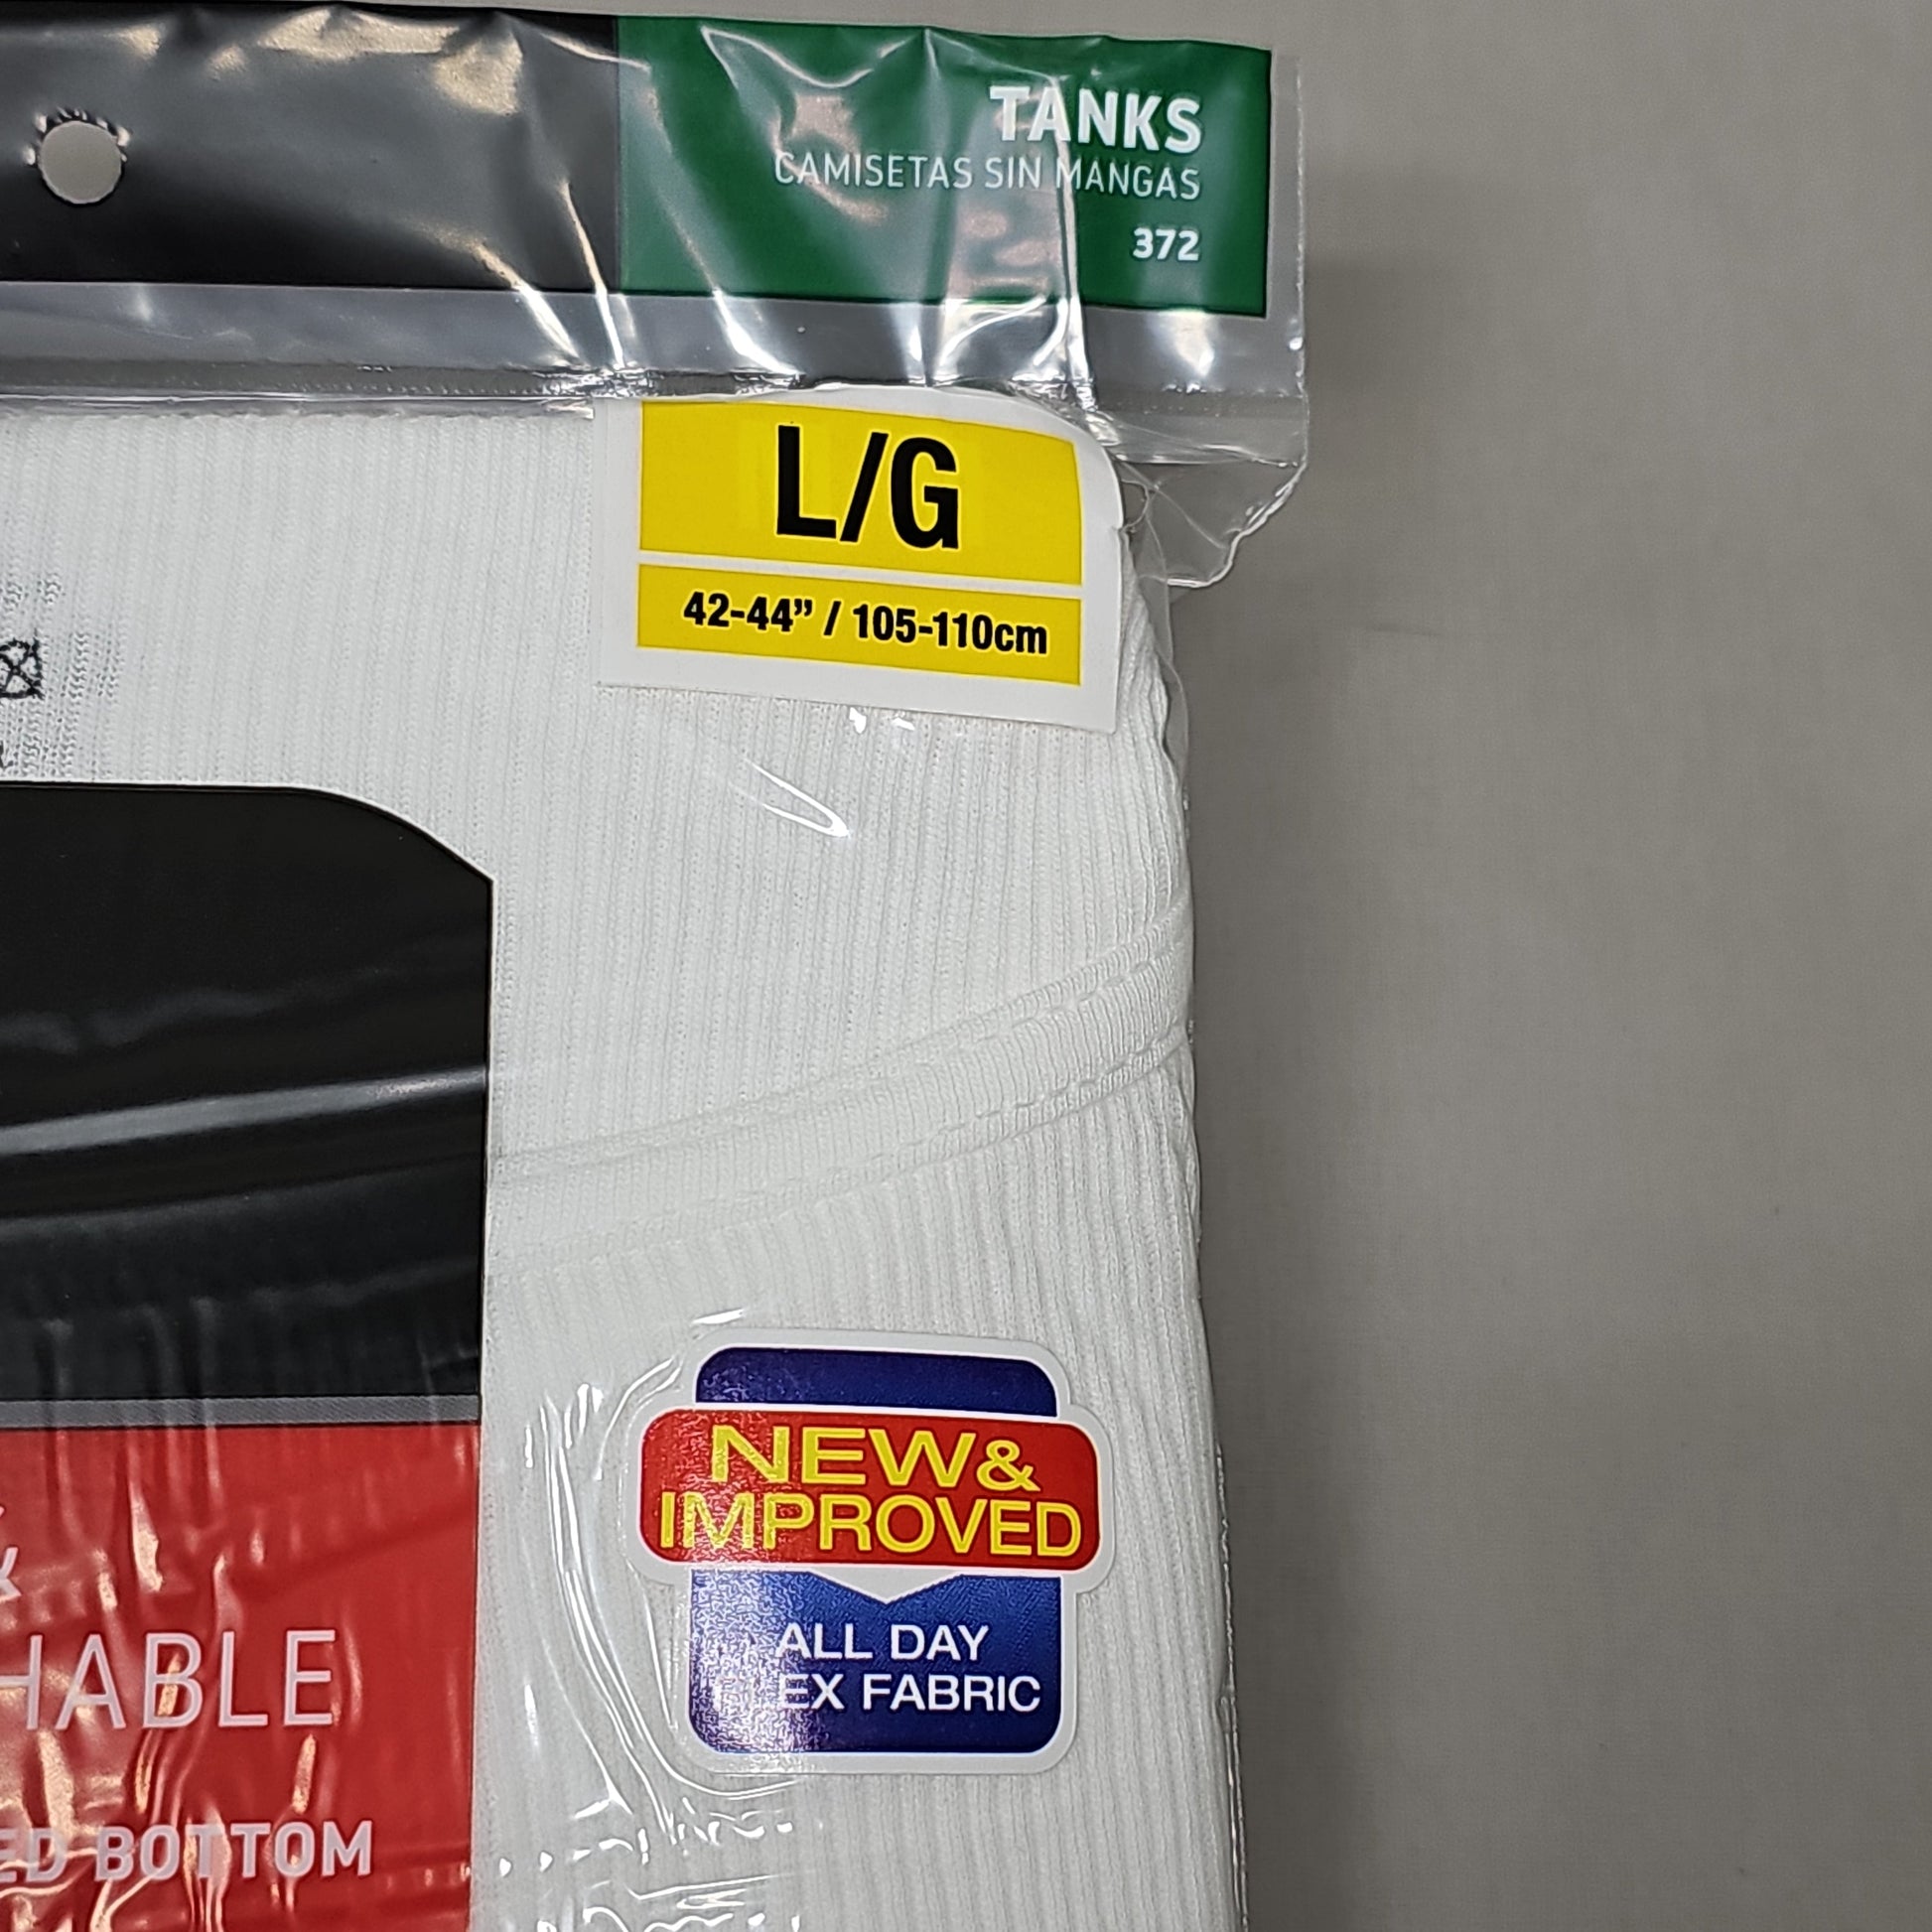 TANKS
CAMISETAS SIN MANGAS
372
L/G
42-44” / 105-110cm
NEW&
IMPROVED
ALL DAY
EX FABRIC
&
HABLE
ED BOTTOM